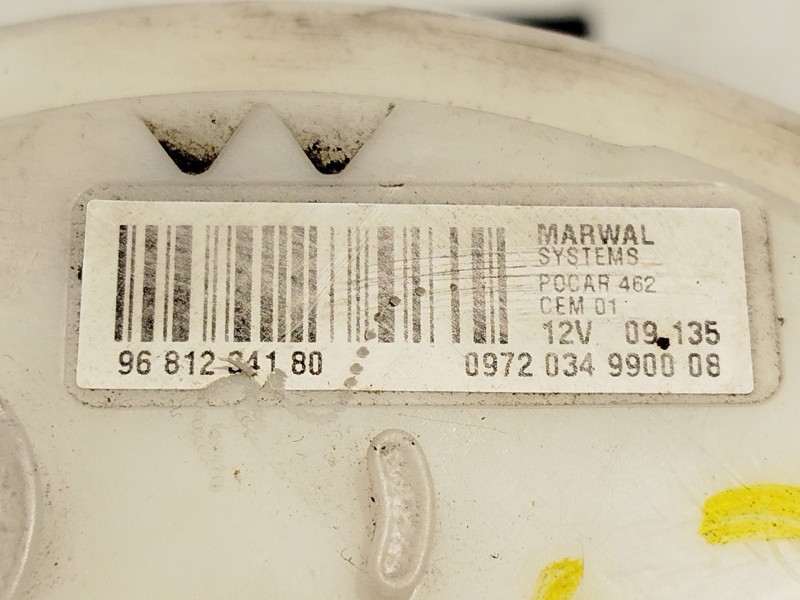 MARWAL
SYSTEMS
POCAR 462
CEM 01
12V 09.135
96 812 341 80
0972 034 9900 08